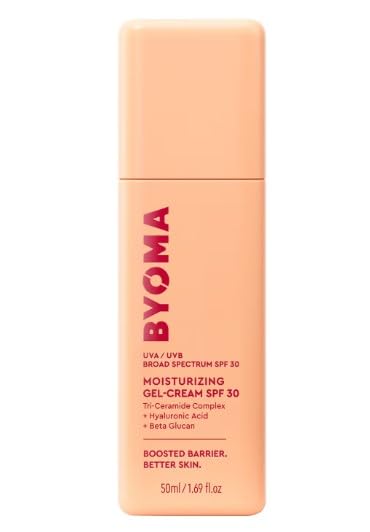 BYOMA
UVA / UVB
BROAD SPECTRUM SPF 30
MOISTURIZING
GEL-CREAM SPF 30
Tri-Ceramide Complex
+ Hyaluronic Acid
+ Beta Glucan
BOOSTED BARRIER.
BETTER SKIN.
50ml/1.69 fl.oz